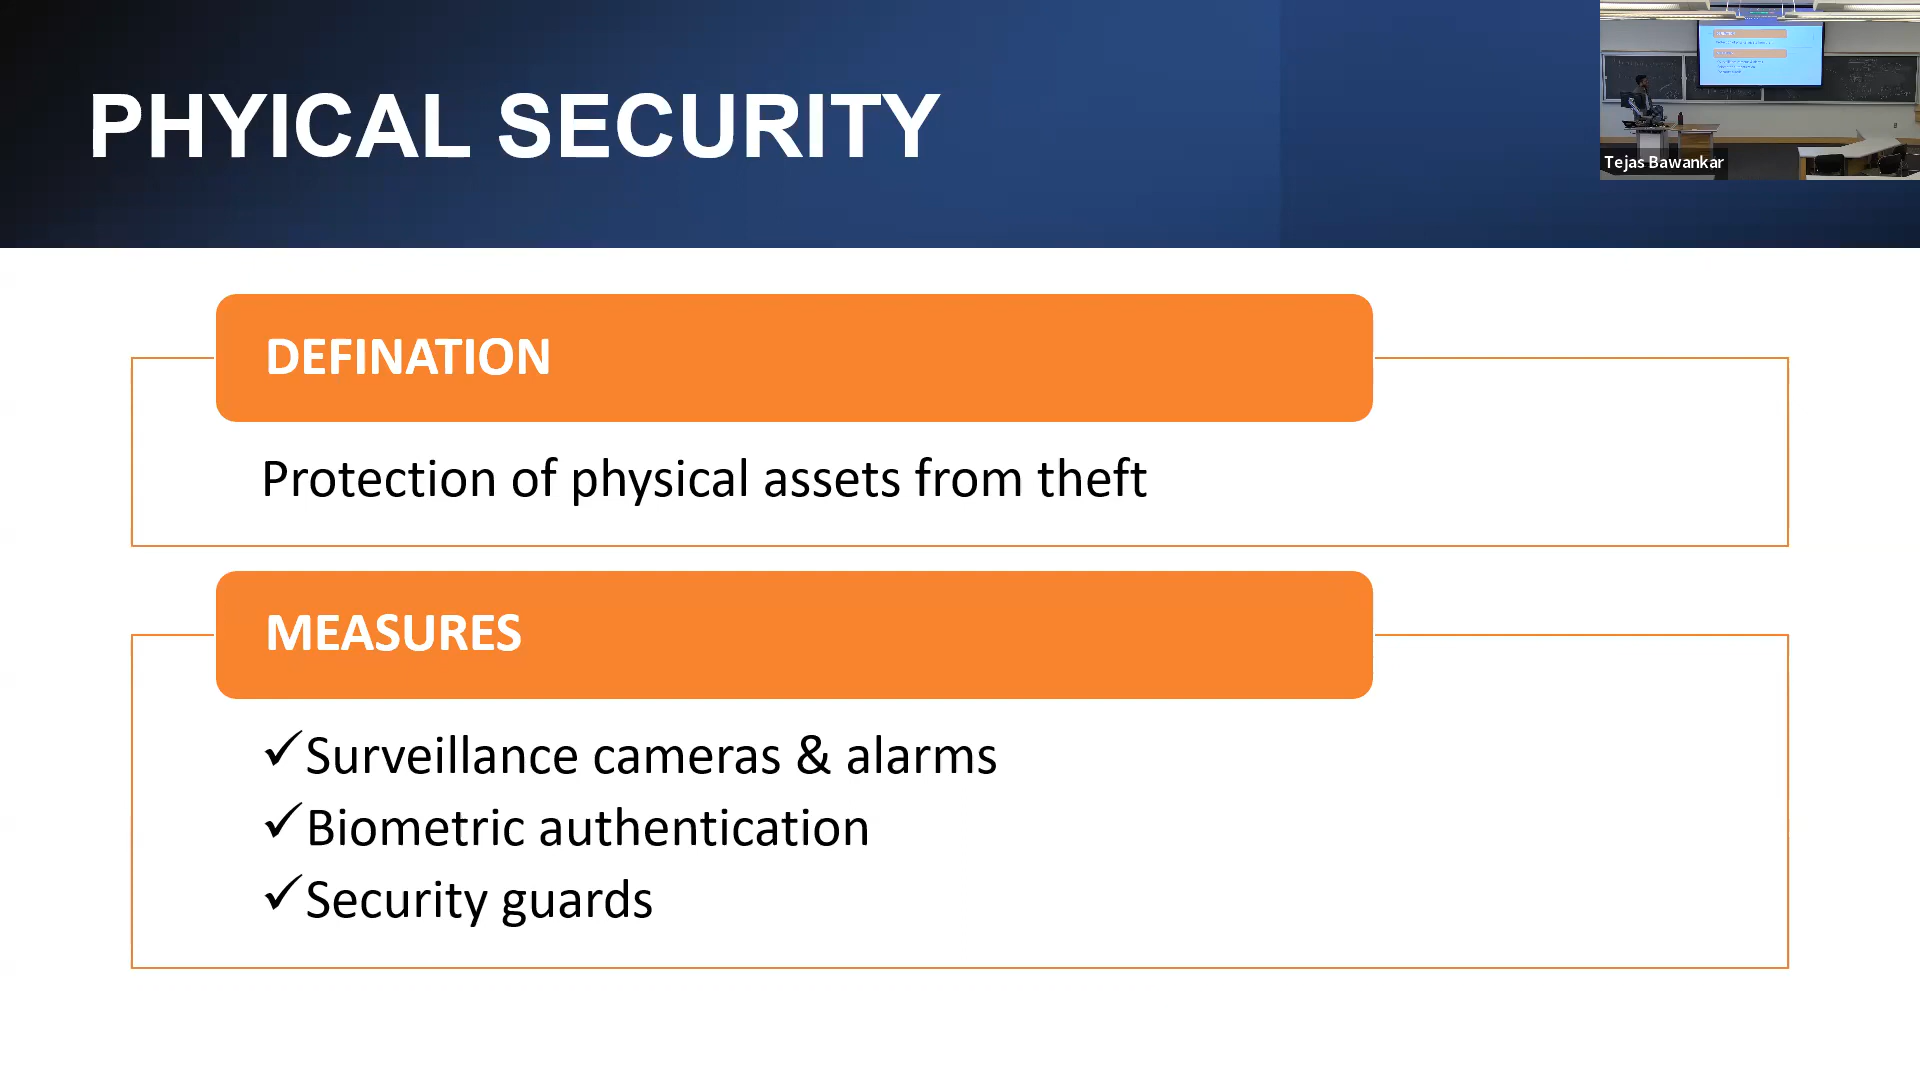 PHYICAL SECURITY
Tejas Bawankar
DEFINATION
Protection of physical assets from theft
MEASURES
✓Surveillance cameras & alarms
✓Biometric authentication
✓Security guards